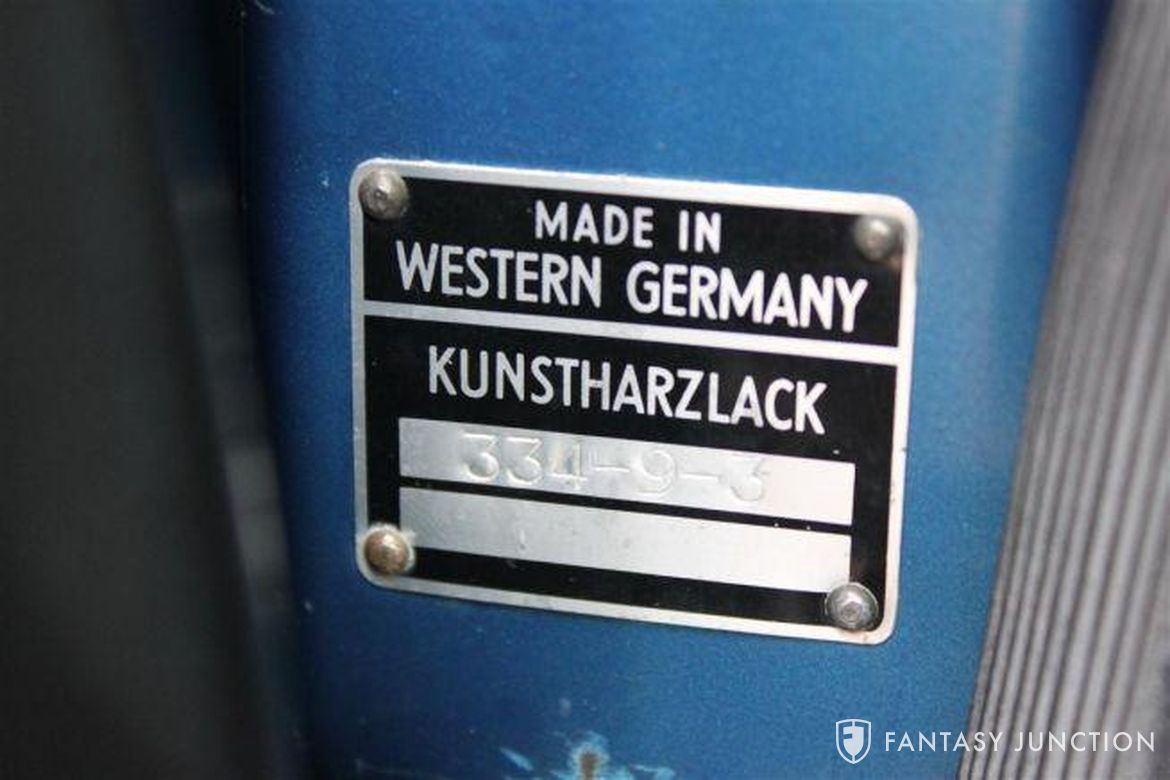 MADE IN
WESTERN GERMANY
KUNSTHARZLACK
334-9-3
FANTASY JUNCTION